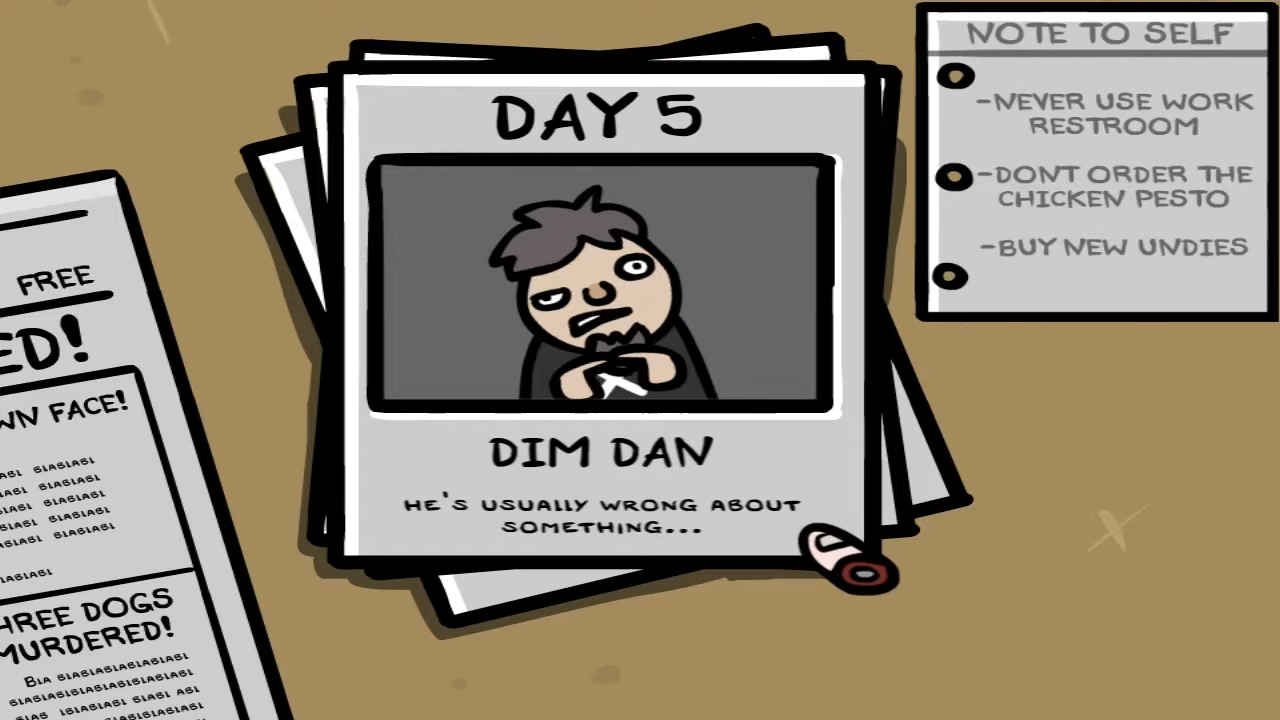 NOTE TO SELF
-NEVER USE WORK
RESTROOM
-DONT ORDER THE
CHICKEN PESTO
-BUY NEW UNDIES
DAY 5
DIM DAN
HE'S USUALLY WRONG ABOUT
SOMETHING...
FREE
ED!
WN FACE!
HREE DOGS
MURDERED!